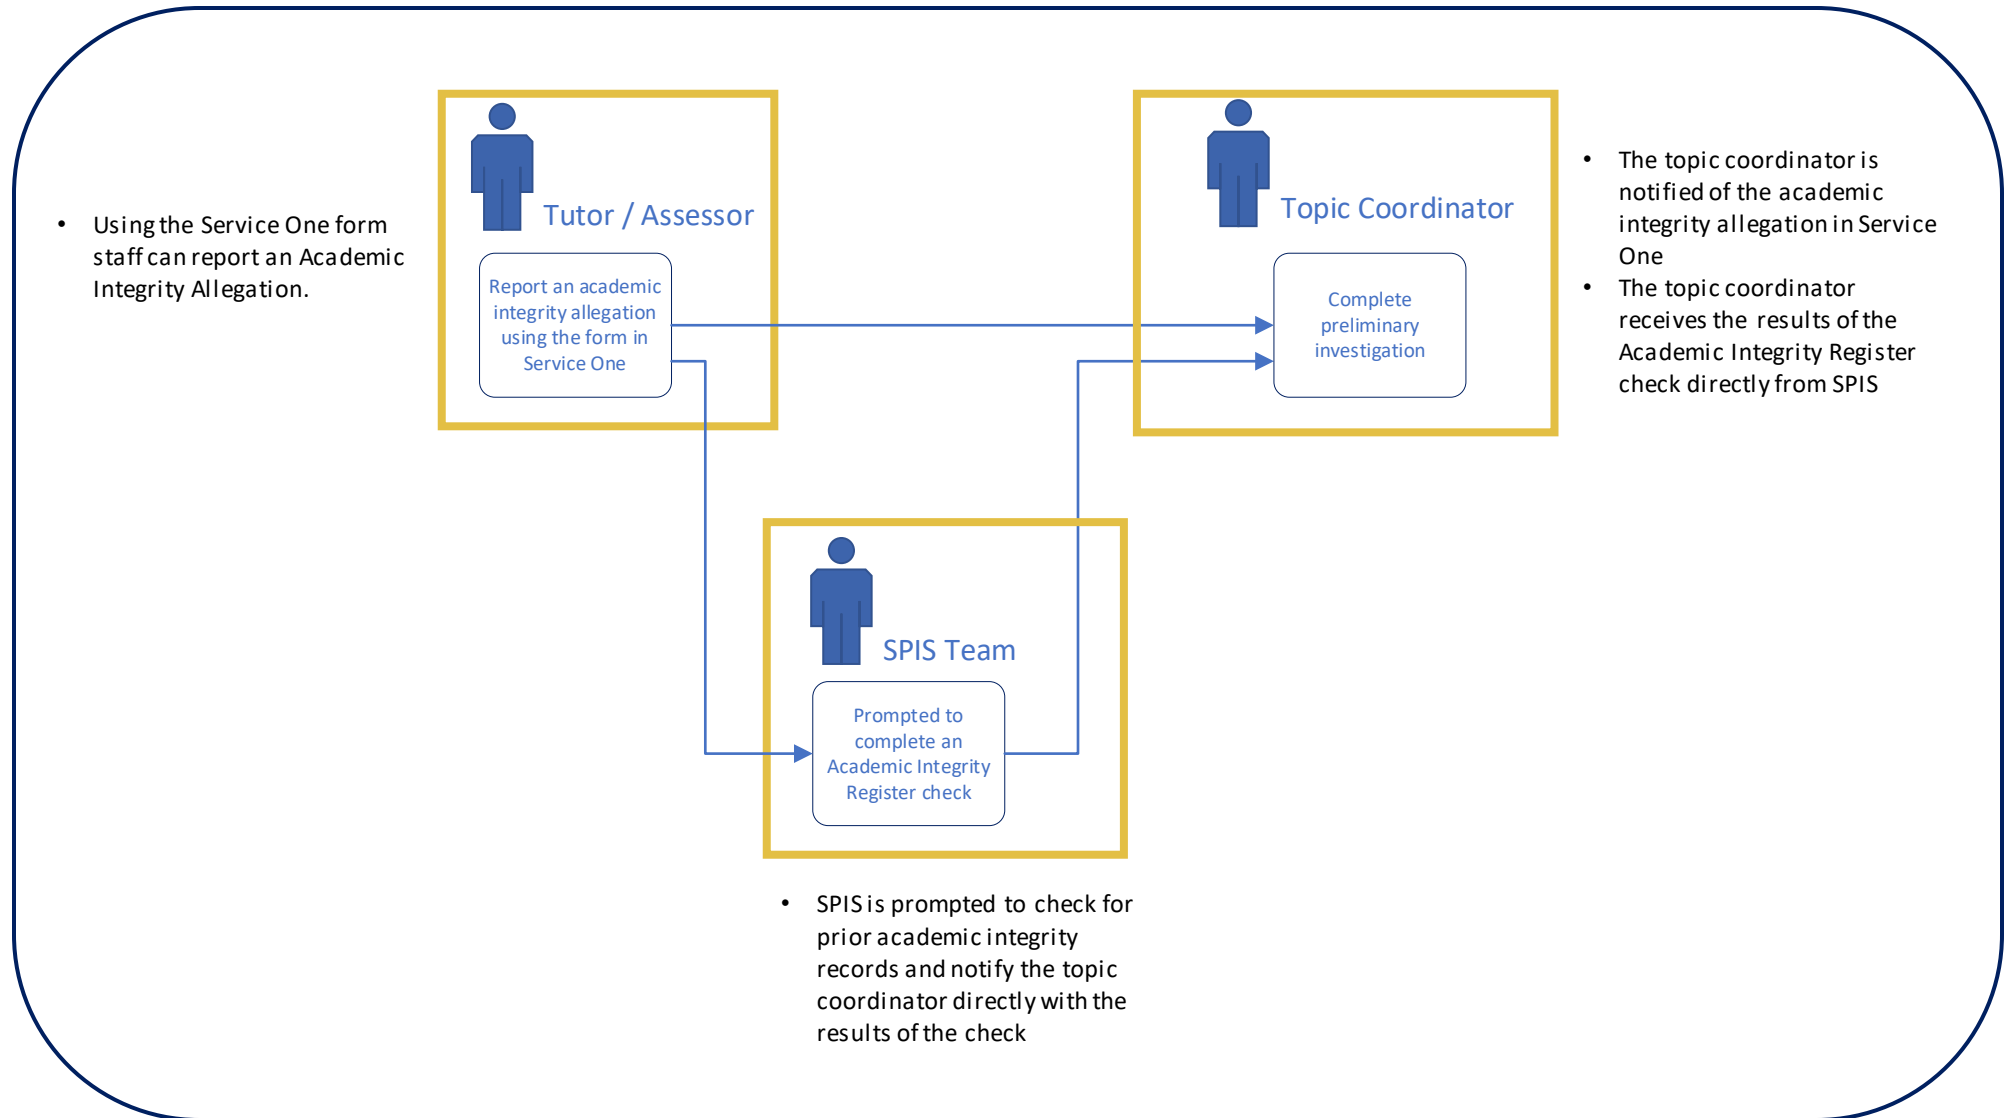 • Using the Service One form
staff can report an Academic
Integrity Allegation.
Tutor / Assessor
Report an academic
integrity allegation
using the form in
Service One
Topic Coordinator
Complete
preliminary
investigation
• The topic coordinator is
notified of the academic
integrity allegation in Service
One
• The topic coordinator
receives the results of the
Academic Integrity Register
check directly from SPIS
SPIS Team
Prompted to
complete an
Academic Integrity
Register check
• SPIS is prompted to check for
prior academic integrity
records and notify the topic
coordinator directly with the
results of the check